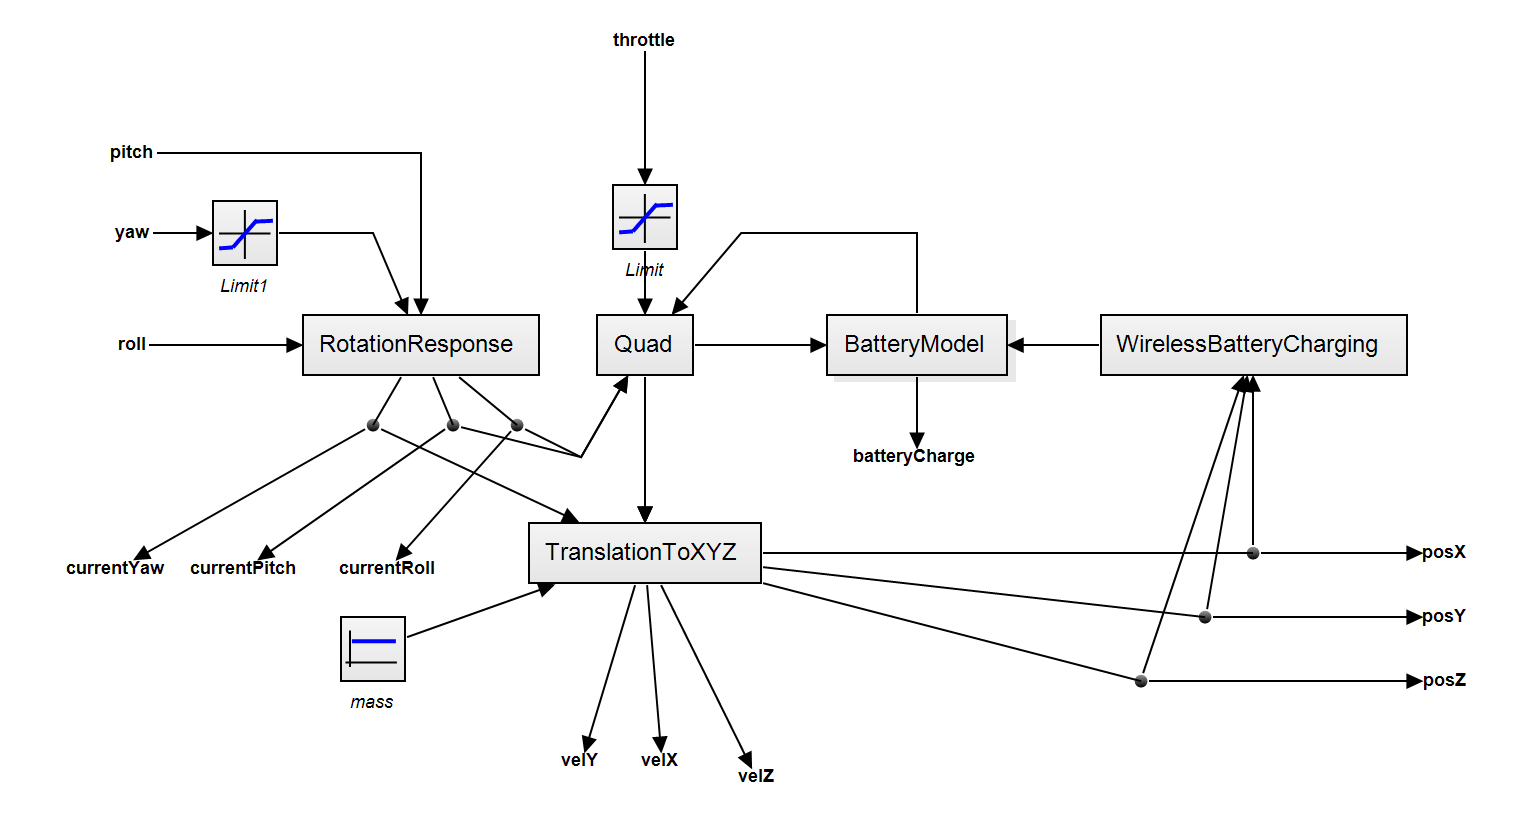 throttle
pitch
yaw
Limit1
Limit
roll
RotationResponse
Quad
BatteryModel
WirelessBatteryCharging
batteryCharge
currentYaw
currentPitch
currentRoll
TranslationToXYZ
posX
posY
posZ
mass
velY
velX
velZ